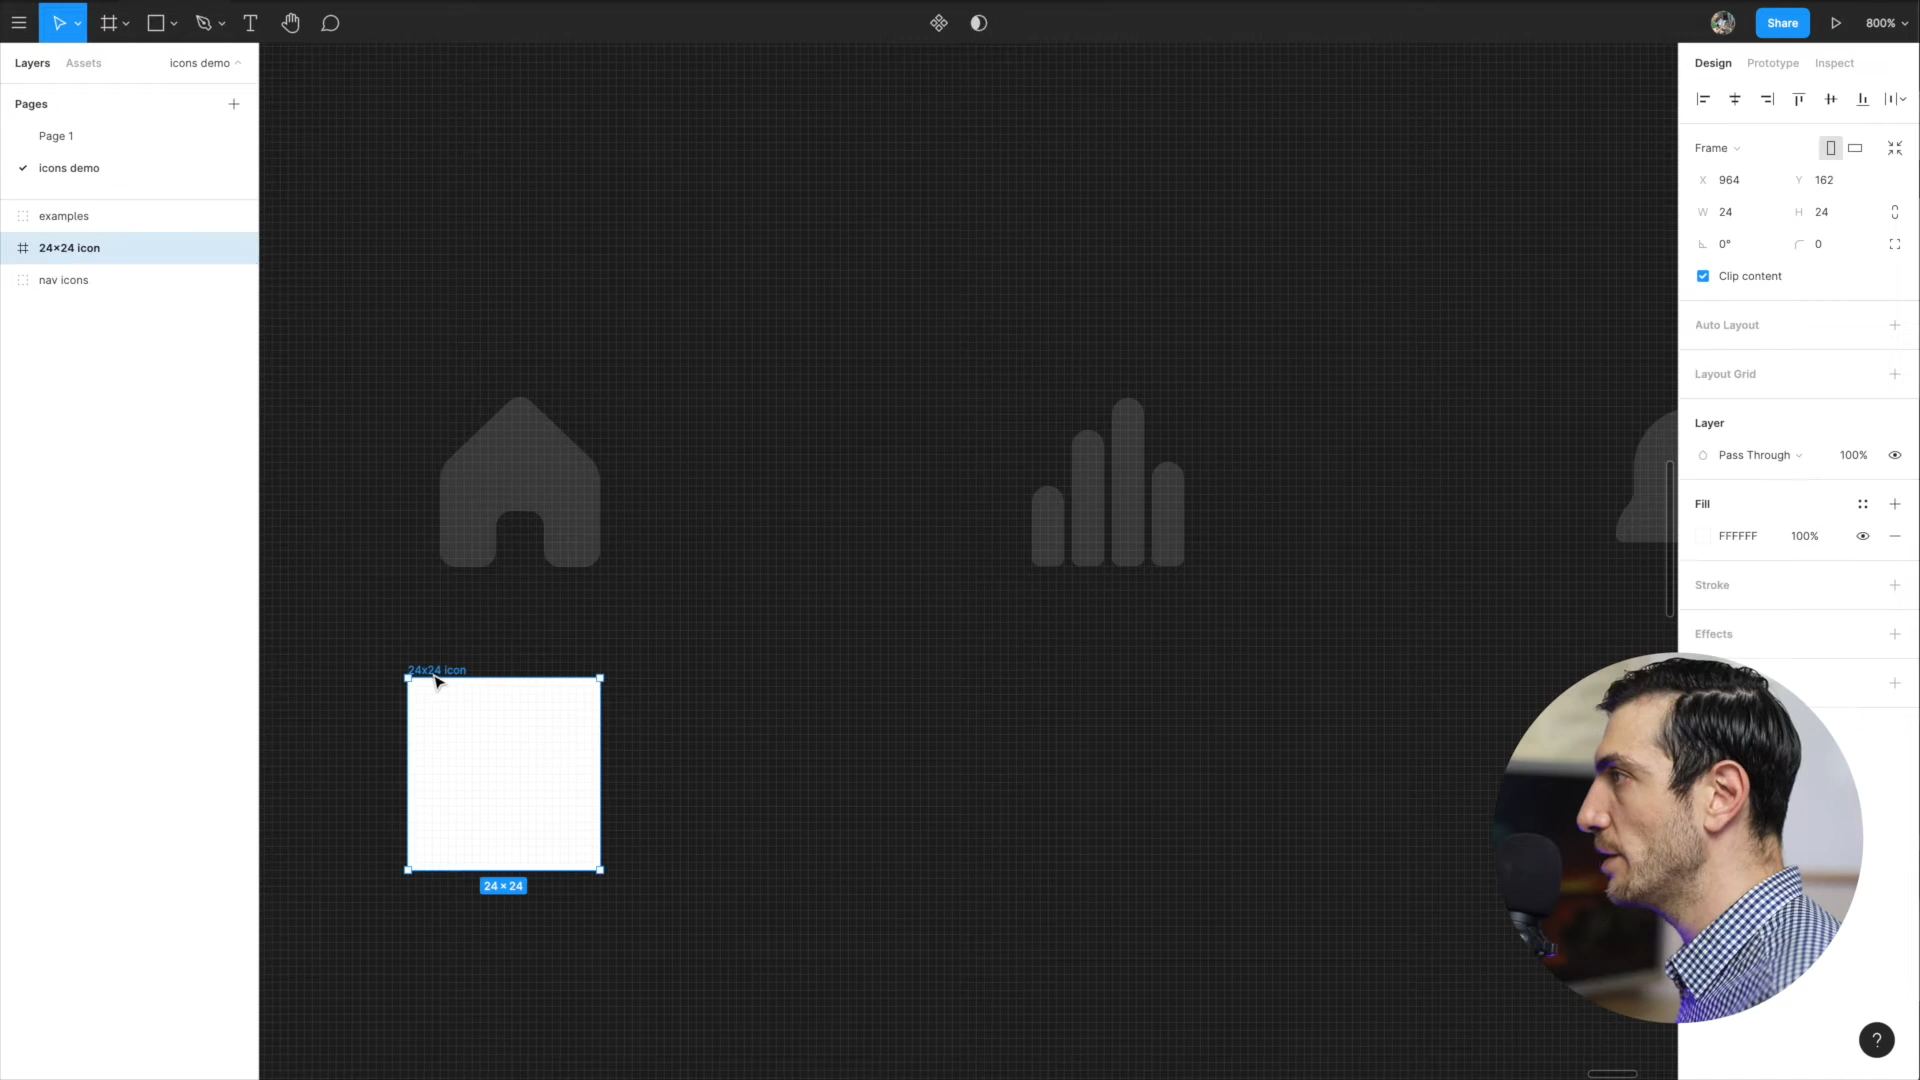 Share
800%
Layers
Assets
icons demo
Pages
Page 1
icons demo
examples
24×24 icon
nav icons
24x24 icon
24 × 24
Design
Prototype
Inspect
Frame
X 964
Y 162
W 24
H 24
0°
0
Clip content
Auto Layout
Layout Grid
Layer
Pass Through
100%
Fill
FFFFFF
100%
Stroke
Effects
?